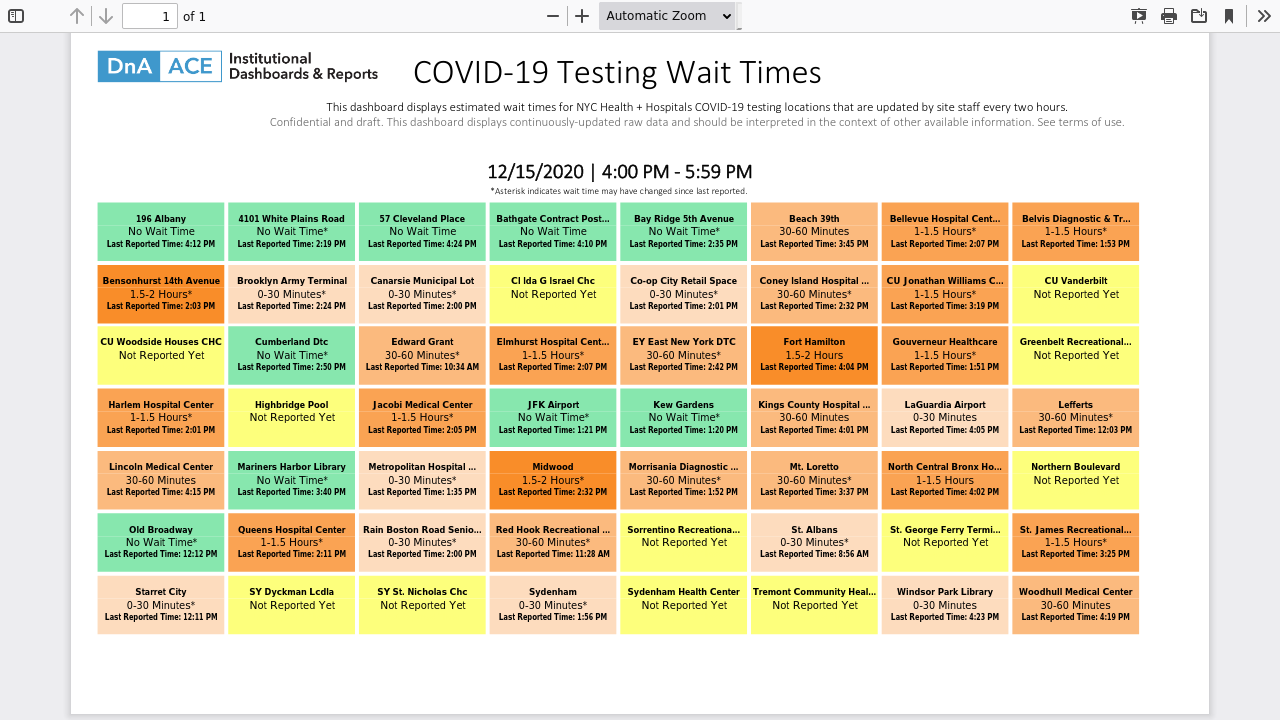 1 of 1
Automatic Zoom
DnA ACE Institutional
Dashboards & Reports
COVID-19 Testing Wait Times
This dashboard displays estimated wait times for NYC Health + Hospitals COVID-19 testing locations that are updated by site staff every two hours.
Confidential and draft. This dashboard displays continuously-updated raw data and should be interpreted in the context of other available information. See terms of use.
12/15/2020 | 4:00 PM - 5:59 PM
*Asterisk indicates wait time may have changed since last reported.
196 Albany
No Wait Time
Last Reported Time: 4:12 PM
4101 White Plains Road
No Wait Time*
Last Reported Time: 2:19 PM
57 Cleveland Place
No Wait Time
Last Reported Time: 4:24 PM
Bathgate Contract Post...
No Wait Time
Last Reported Time: 4:10 PM
Bay Ridge 5th Avenue
No Wait Time*
Last Reported Time: 2:35 PM
Beach 39th
30-60 Minutes
Last Reported Time: 3:45 PM
Bellevue Hospital Cent...
1-1.5 Hours*
Last Reported Time: 2:07 PM
Belvis Diagnostic & Tr...
1-1.5 Hours*
Last Reported Time: 1:53 PM
Bensonhurst 14th Avenue
1.5-2 Hours*
Last Reported Time: 2:03 PM
Brooklyn Army Terminal
0-30 Minutes*
Last Reported Time: 2:24 PM
Canarsie Municipal Lot
0-30 Minutes*
Last Reported Time: 2:00 PM
Cl Ida G Israel Chc
Not Reported Yet
Co-op City Retail Space
0-30 Minutes*
Last Reported Time: 2:01 PM
Coney Island Hospital ...
30-60 Minutes*
Last Reported Time: 2:32 PM
CU Jonathan Williams C...
1-1.5 Hours*
Last Reported Time: 3:19 PM
CU Vanderbilt
Not Reported Yet
CU Woodside Houses CHC
Not Reported Yet
Cumberland Dtc
No Wait Time*
Last Reported Time: 2:50 PM
Edward Grant
30-60 Minutes*
Last Reported Time: 10:34 AM
Elmhurst Hospital Cent...
1-1.5 Hours*
Last Reported Time: 2:07 PM
EY East New York DTC
30-60 Minutes*
Last Reported Time: 2:42 PM
Fort Hamilton
1.5-2 Hours
Last Reported Time: 4:04 PM
Gouverneur Healthcare
1-1.5 Hours*
Last Reported Time: 1:51 PM
Greenbelt Recreational...
Not Reported Yet
Harlem Hospital Center
1-1.5 Hours*
Last Reported Time: 2:01 PM
Highbridge Pool
Not Reported Yet
Jacobi Medical Center
1-1.5 Hours*
Last Reported Time: 2:05 PM
JFK Airport
No Wait Time*
Last Reported Time: 1:21 PM
Kew Gardens
No Wait Time*
Last Reported Time: 1:20 PM
Kings County Hospital ...
30-60 Minutes
Last Reported Time: 4:01 PM
LaGuardia Airport
0-30 Minutes
Last Reported Time: 4:05 PM
Lefferts
30-60 Minutes*
Last Reported Time: 12:03 PM
Lincoln Medical Center
30-60 Minutes
Last Reported Time: 4:15 PM
Mariners Harbor Library
No Wait Time*
Last Reported Time: 3:40 PM
Metropolitan Hospital ...
0-30 Minutes*
Last Reported Time: 1:35 PM
Midwood
1.5-2 Hours*
Last Reported Time: 2:32 PM
Morrisania Diagnostic ...
30-60 Minutes*
Last Reported Time: 1:52 PM
Mt. Loretto
30-60 Minutes*
Last Reported Time: 3:37 PM
North Central Bronx Ho...
1-1.5 Hours
Last Reported Time: 4:02 PM
Northern Boulevard
Not Reported Yet
Old Broadway
No Wait Time*
Last Reported Time: 12:12 PM
Queens Hospital Center
1-1.5 Hours*
Last Reported Time: 2:11 PM
Rain Boston Road Senio...
0-30 Minutes*
Last Reported Time: 2:00 PM
Red Hook Recreational ...
30-60 Minutes*
Last Reported Time: 11:28 AM
Sorrentino Recreationa...
Not Reported Yet
St. Albans
0-30 Minutes*
Last Reported Time: 8:56 AM
St. George Ferry Termi...
Not Reported Yet
St. James Recreational...
1-1.5 Hours*
Last Reported Time: 3:25 PM
Starret City
0-30 Minutes*
Last Reported Time: 12:11 PM
SY Dyckman Lcdla
Not Reported Yet
SY St. Nicholas Chc
Not Reported Yet
Sydenham
0-30 Minutes*
Last Reported Time: 1:56 PM
Sydenham Health Center
Not Reported Yet
Tremont Community Heal...
Not Reported Yet
Windsor Park Library
0-30 Minutes
Last Reported Time: 4:23 PM
Woodhull Medical Center
30-60 Minutes
Last Reported Time: 4:19 PM